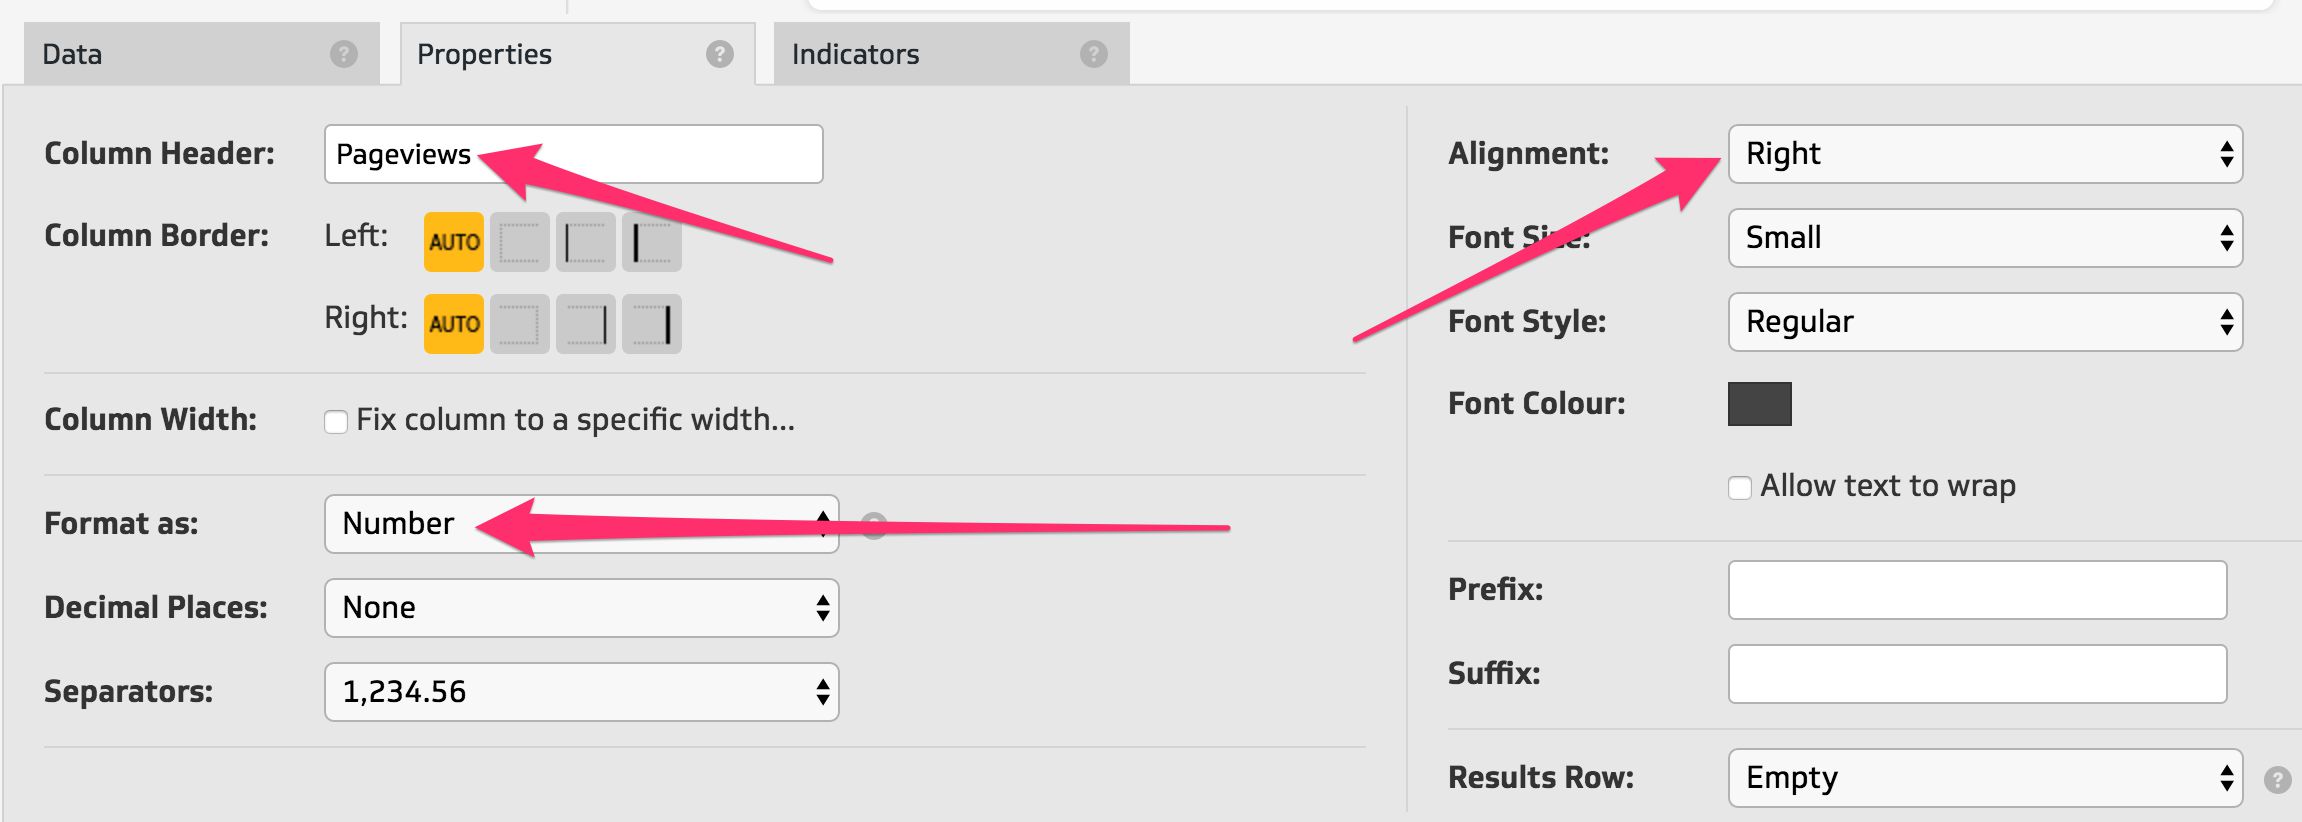 Data ? Properties ? Indicators ?
Column Header: Pageviews
Column Border: Left: AUTO
Right: AUTO
Column Width: Fix column to a specific width...
Format as: Number ?
Decimal Places: None
Separators: 1,234.56
Alignment: Right
Font Size: Small
Font Style: Regular
Font Colour:
Allow text to wrap
Prefix:
Suffix:
Results Row: Empty ?